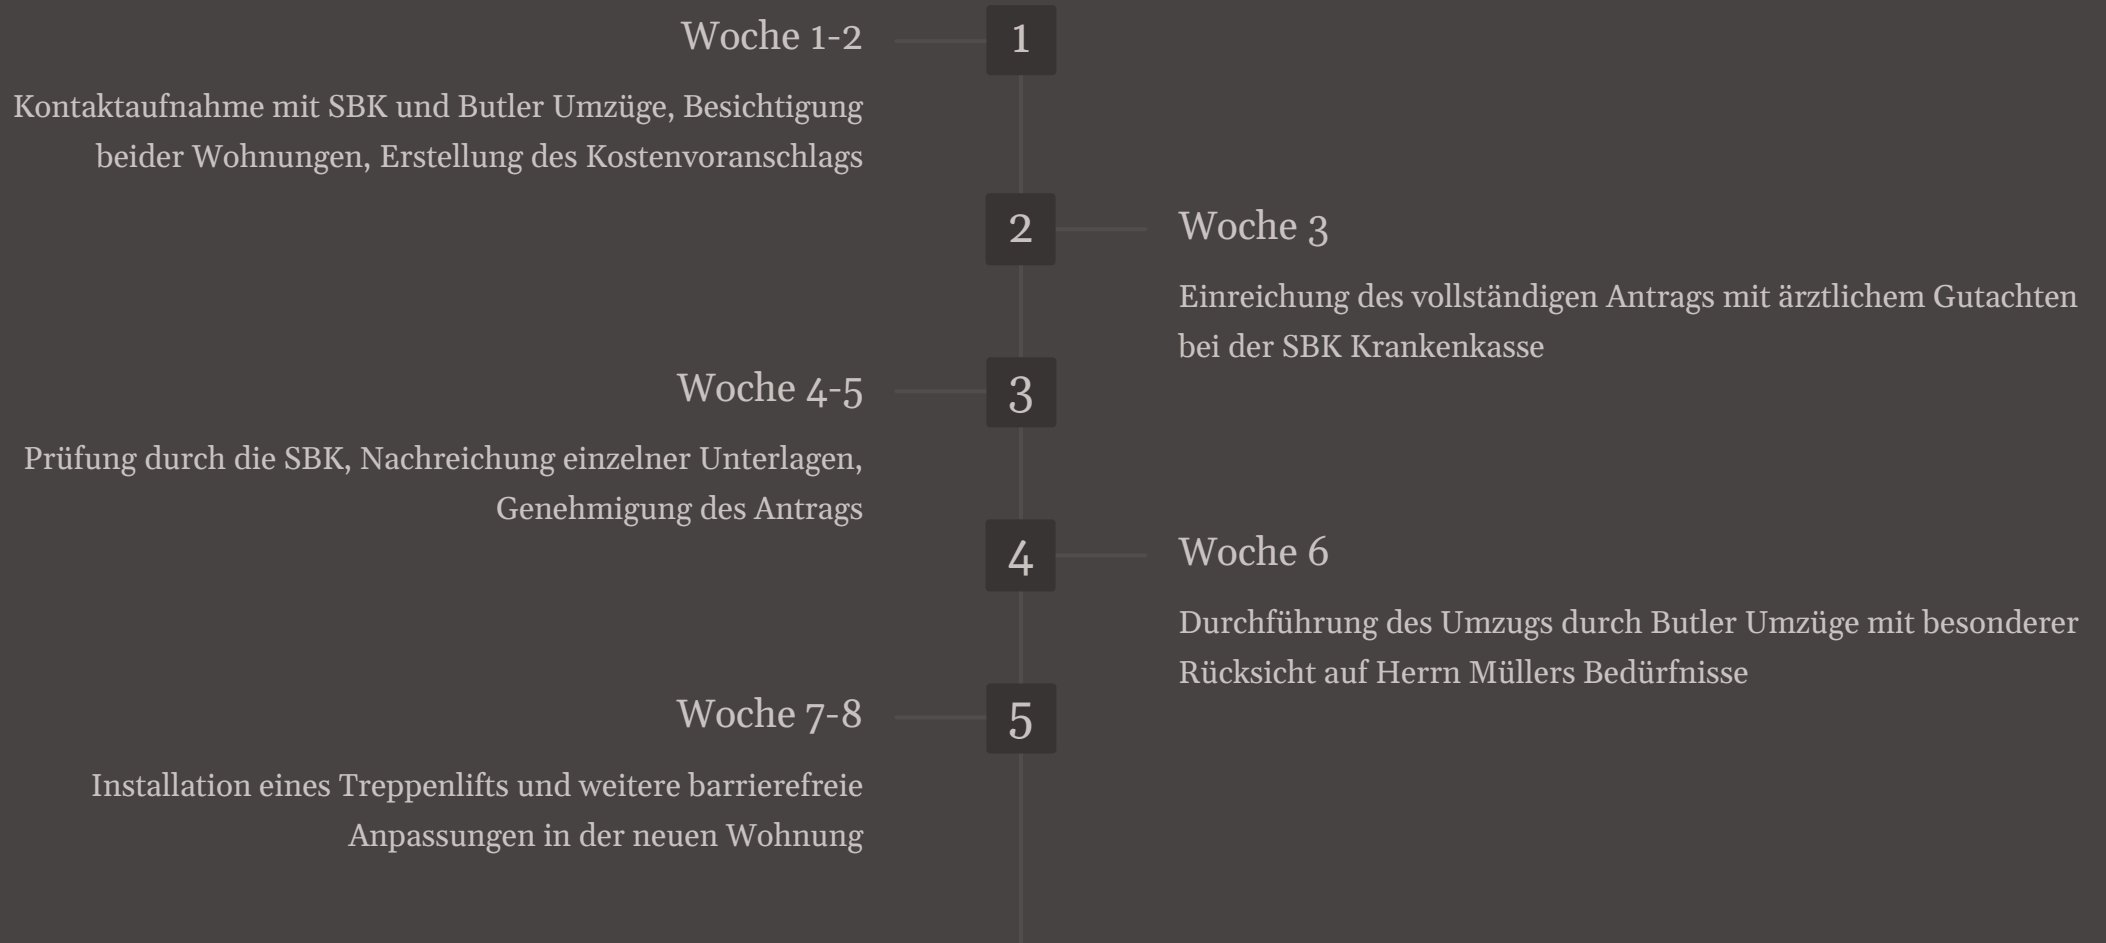 Woche 1-2
1
Kontaktaufnahme mit SBK und Butler Umzüge, Besichtigung
beider Wohnungen, Erstellung des Kostenvoranschlags
2
Woche 3
Einreichung des vollständigen Antrags mit ärztlichem Gutachten
bei der SBK Krankenkasse
Woche 4-5
3
Prüfung durch die SBK, Nachreichung einzelner Unterlagen,
Genehmigung des Antrags
4
Woche 6
Durchführung des Umzugs durch Butler Umzüge mit besonderer
Rücksicht auf Herrn Müllers Bedürfnisse
Woche 7-8
5
Installation eines Treppenlifts und weitere barrierefreie
Anpassungen in der neuen Wohnung